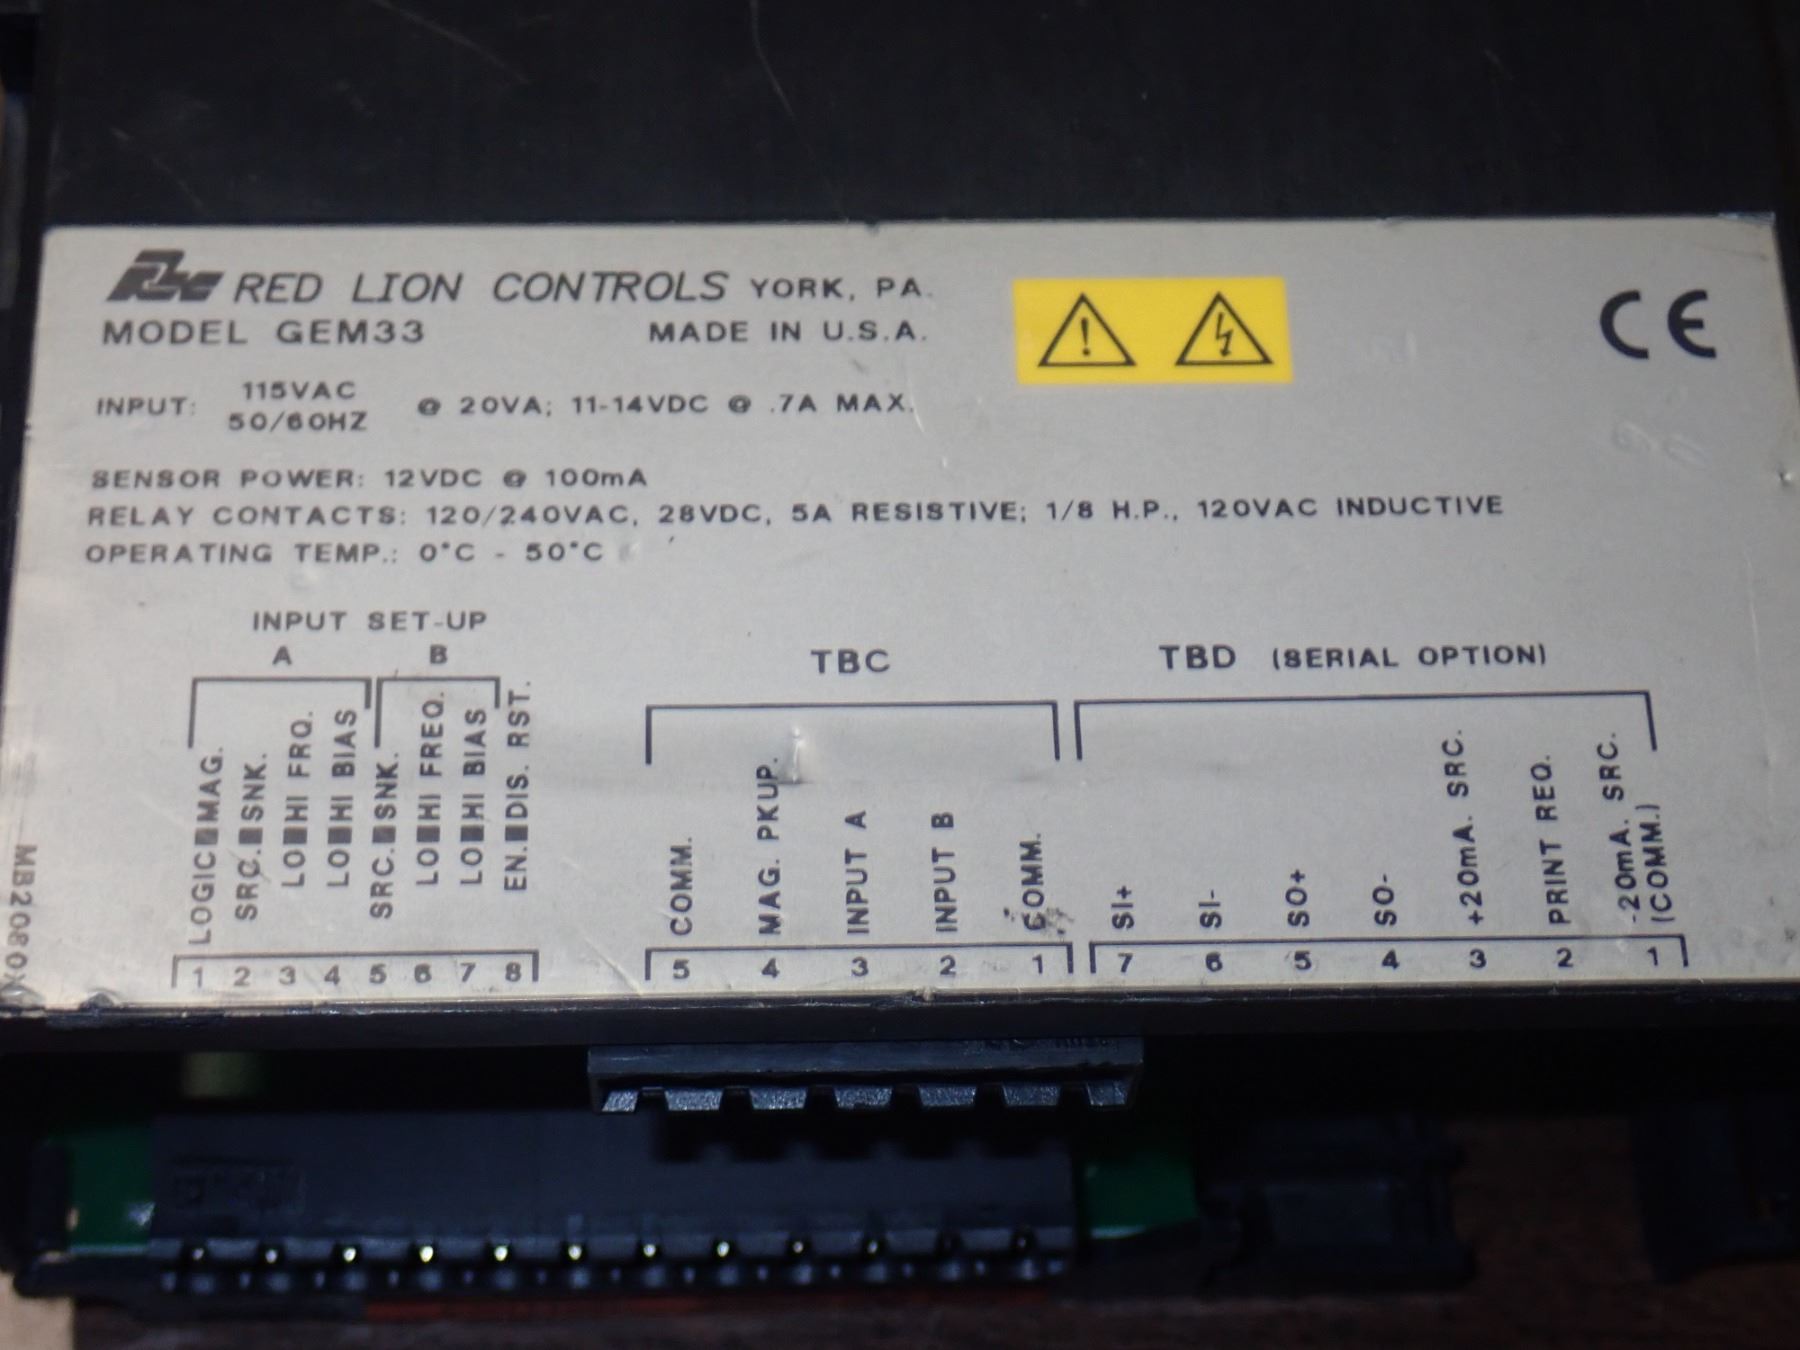 RLC RED LION CONTROLS YORK, PA.
MODEL GEM33 MADE IN U.S.A.
INPUT: 115VAC 50/60HZ @ 20VA; 11-14VDC @ .7A MAX.
SENSOR POWER: 12VDC @ 100mA
RELAY CONTACTS: 120/240VAC, 28VDC, 5A RESISTIVE; 1/8 H.P., 120VAC INDUCTIVE
OPERATING TEMP.: 0°C - 50°C
CE
INPUT SET-UP
A B
LOGIC MAG.
SRC. SNK.
LO HI FRQ.
LO HI BIAS
SRC. SNK.
LO HI FREQ.
LO HI BIAS
EN. DIS. RST.
1 2 3 4 5 6 7 8
TBC
COMM.
MAG. PKUP.
INPUT A
INPUT B
COMM.
5 4 3 2 1
TBD (SERIAL OPTION)
SI+
SI-
SO+
SO-
+20mA. SRC.
PRINT REQ.
-20mA. SRC.
(COMM.)
7 6 5 4 3 2 1